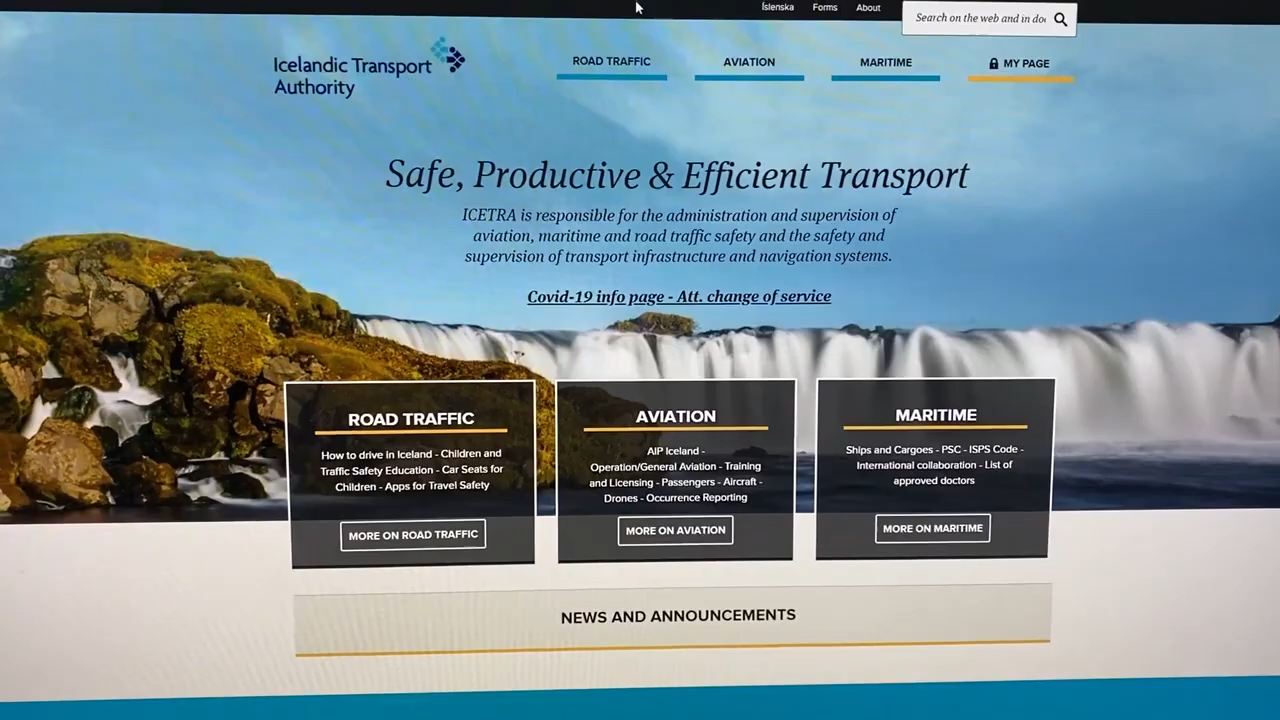 Íslenska Forms About
Search on the web and in do
Icelandic Transport
Authority
ROAD TRAFFIC AVIATION MARITIME MY PAGE
Safe, Productive & Efficient Transport
ICETRA is responsible for the administration and supervision of
aviation, maritime and road traffic safety and the safety and
supervision of transport infrastructure and navigation systems.
Covid-19 info page - Att. change of service
ROAD TRAFFIC
How to drive in Iceland - Children and
Traffic Safety Education - Car Seats for
Children - Apps for Travel Safety
MORE ON ROAD TRAFFIC
AVIATION
AIP Iceland -
Operation/General Aviation - Training
and Licensing - Passengers - Aircraft -
Drones - Occurrence Reporting
MORE ON AVIATION
MARITIME
Ships and Cargoes - PSC - ISPS Code -
International collaboration - List of
approved doctors
MORE ON MARITIME
NEWS AND ANNOUNCEMENTS